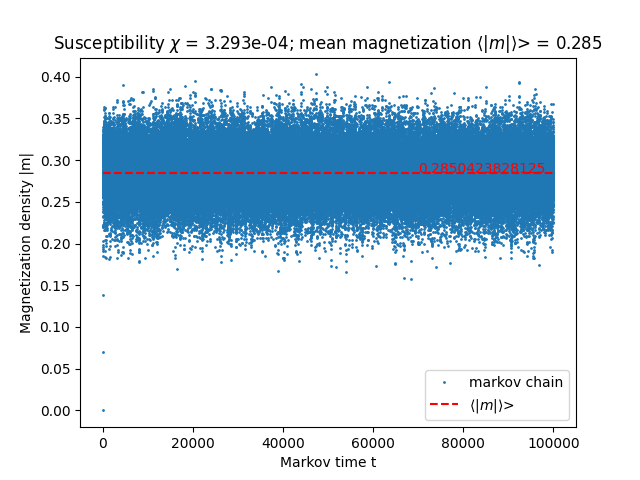 Susceptibility χ = 3.293e-04; mean magnetization ⟨|m|⟩> = 0.285
Magnetization density |m|
0.40
0.35
0.30
0.25
0.20
0.15
0.10
0.05
0.00
0.2850423828125
markov chain
⟨|m|⟩>
0 20000 40000 60000 80000 100000
Markov time t